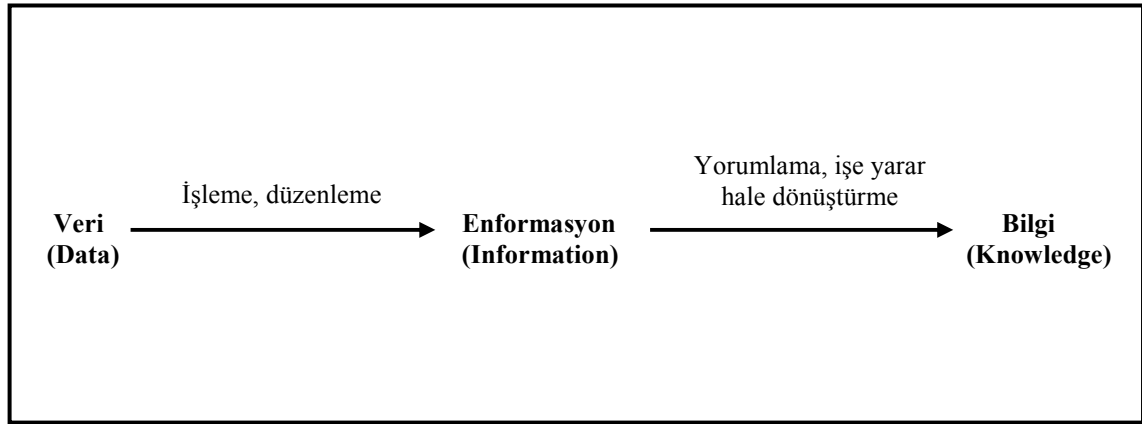 Yorumlama, işe yarar
hale dönüştürme
İşleme, düzenleme
Veri
(Data)
Enformasyon
(Information)
Bilgi
(Knowledge)